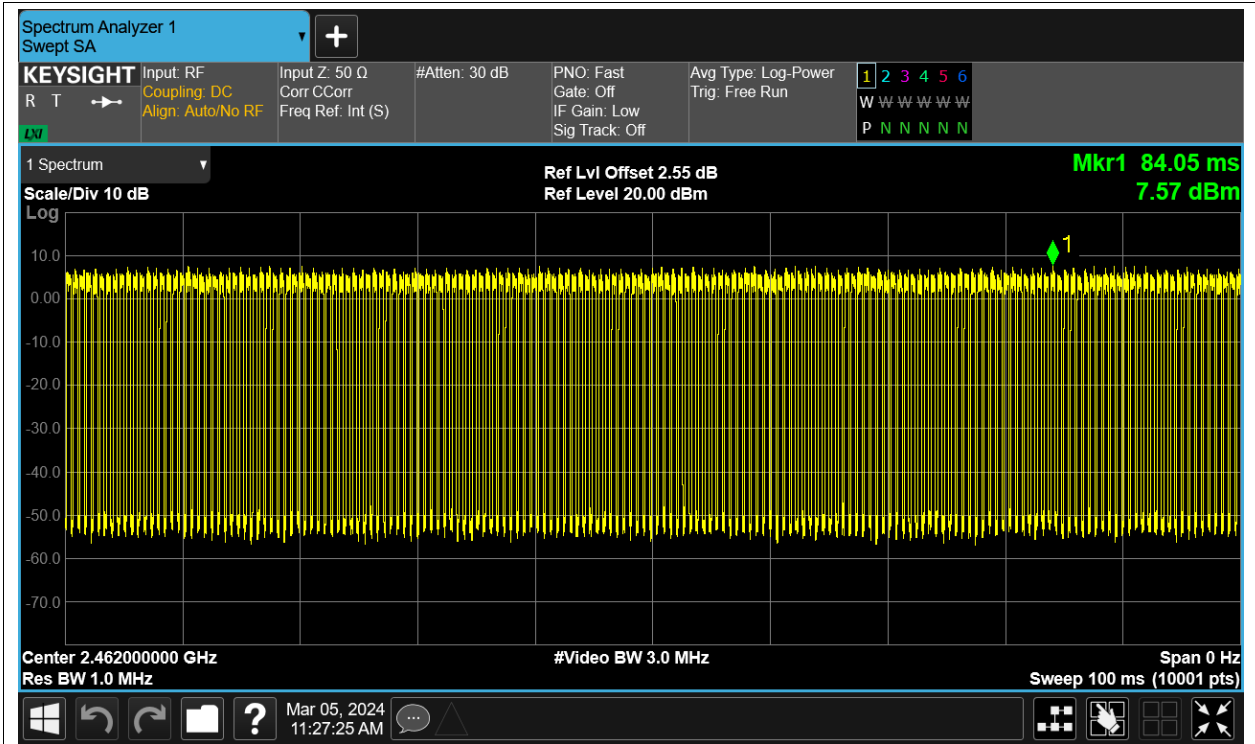 Spectrum Analyzer 1
Swept SA
KEYSIGHT
R T
LXI
Input: RF
Coupling: DC
Align: Auto/No RF
Input Z: 50 Ω
Corr CCorr
Freq Ref: Int (S)
#Atten: 30 dB
PNO: Fast
Gate: Off
IF Gain: Low
Sig Track: Off
Avg Type: Log-Power
Trig: Free Run
1 2 3 4 5 6
W W W W W W
P N N N N N
1 Spectrum
Scale/Div 10 dB
Log
Ref Lvl Offset 2.55 dB
Ref Level 20.00 dBm
Mkr1 84.05 ms
7.57 dBm
1
10.0
0.00
-10.0
-20.0
-30.0
-40.0
-50.0
-60.0
-70.0
Center 2.462000000 GHz
Res BW 1.0 MHz
#Video BW 3.0 MHz
Span 0 Hz
Sweep 100 ms (10001 pts)
?
Mar 05, 2024
11:27:25 AM